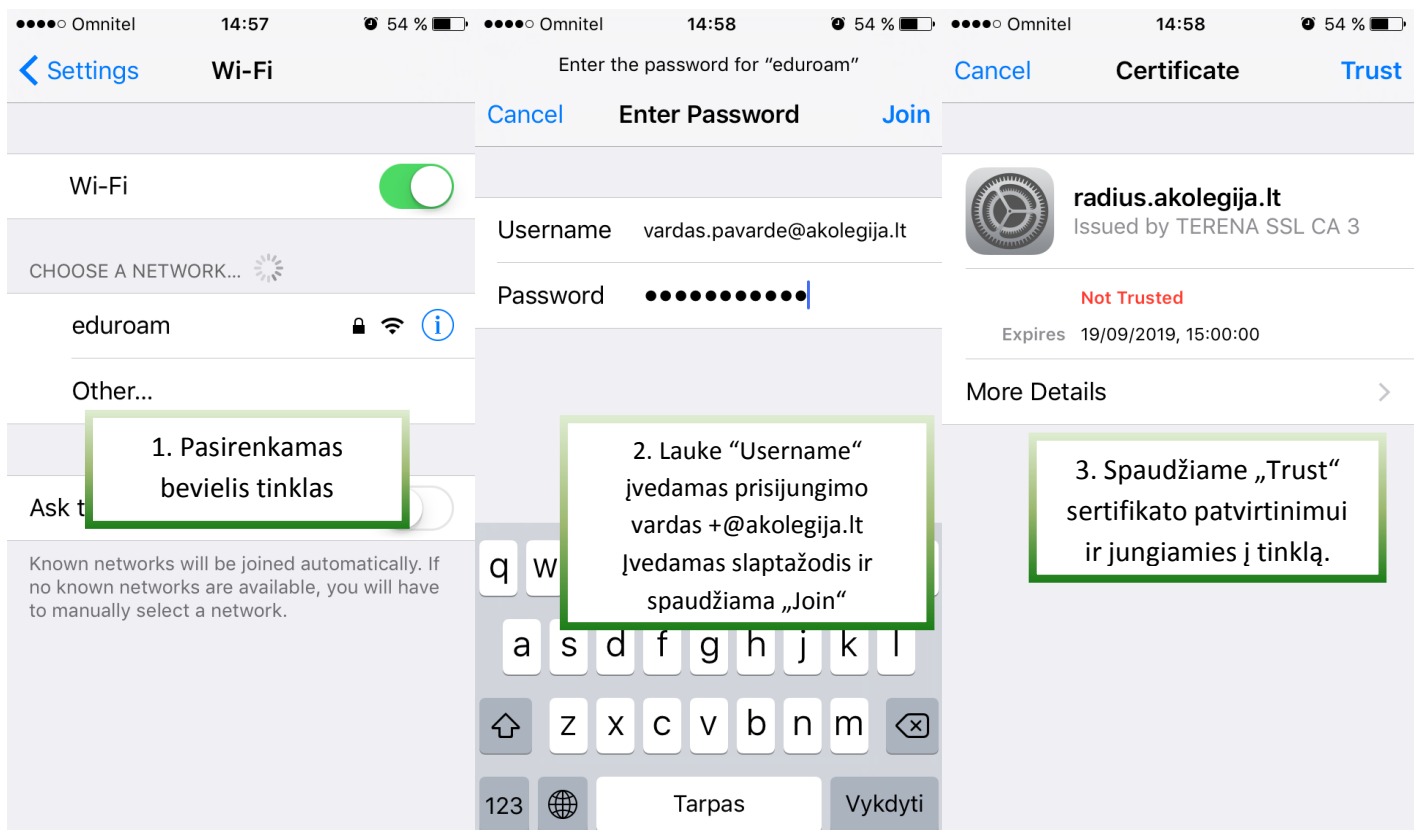 ●●●●○ Omnitel 14:57 54 %
Settings Wi-Fi
Wi-Fi
CHOOSE A NETWORK...
eduroam
Other...
1. Pasirenkamas
bevielis tinklas
Ask t
Known networks will be joined automatically. If
no known networks are available, you will have
to manually select a network.
●●●●○ Omnitel 14:58 54 %
Enter the password for “eduroam”
Cancel Enter Password Join
Username vardas.pavarde@akolegija.lt
Password ●●●●●●●●●●●
2. Lauke “Username“
įvedamas prisijungimo
vardas +@akolegija.lt
Įvedamas slaptažodis ir
spaudžiama „Join“
q w
a s d f g h j k l
z x c v b n m
123 Tarpas Vykdyti
●●●●○ Omnitel 14:58 54 %
Cancel Certificate Trust
radius.akolegija.lt
Issued by TERENA SSL CA 3
Not Trusted
Expires 19/09/2019, 15:00:00
More Details
3. Spaudžiame „Trust“
sertifikato patvirtinimui
ir jungiamies į tinklą.